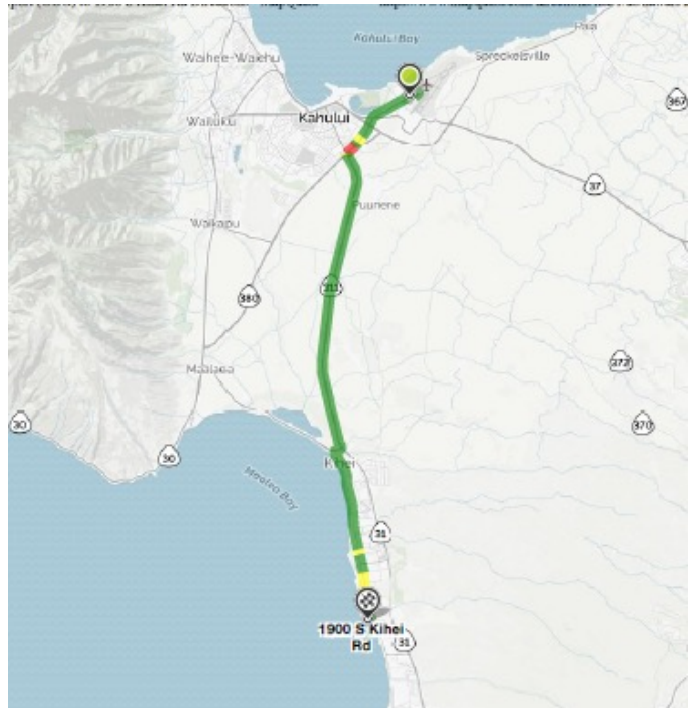 Kahului Bay
Paia
Waihee-Waiehu
Spreckelsville
367
Kahului
Wailuku
37
Puunene
Waikapu
311
380
Maalaea
372
30
370
30
Kihei
Maalea Bay
31
1900 S Kihei
Rd
31